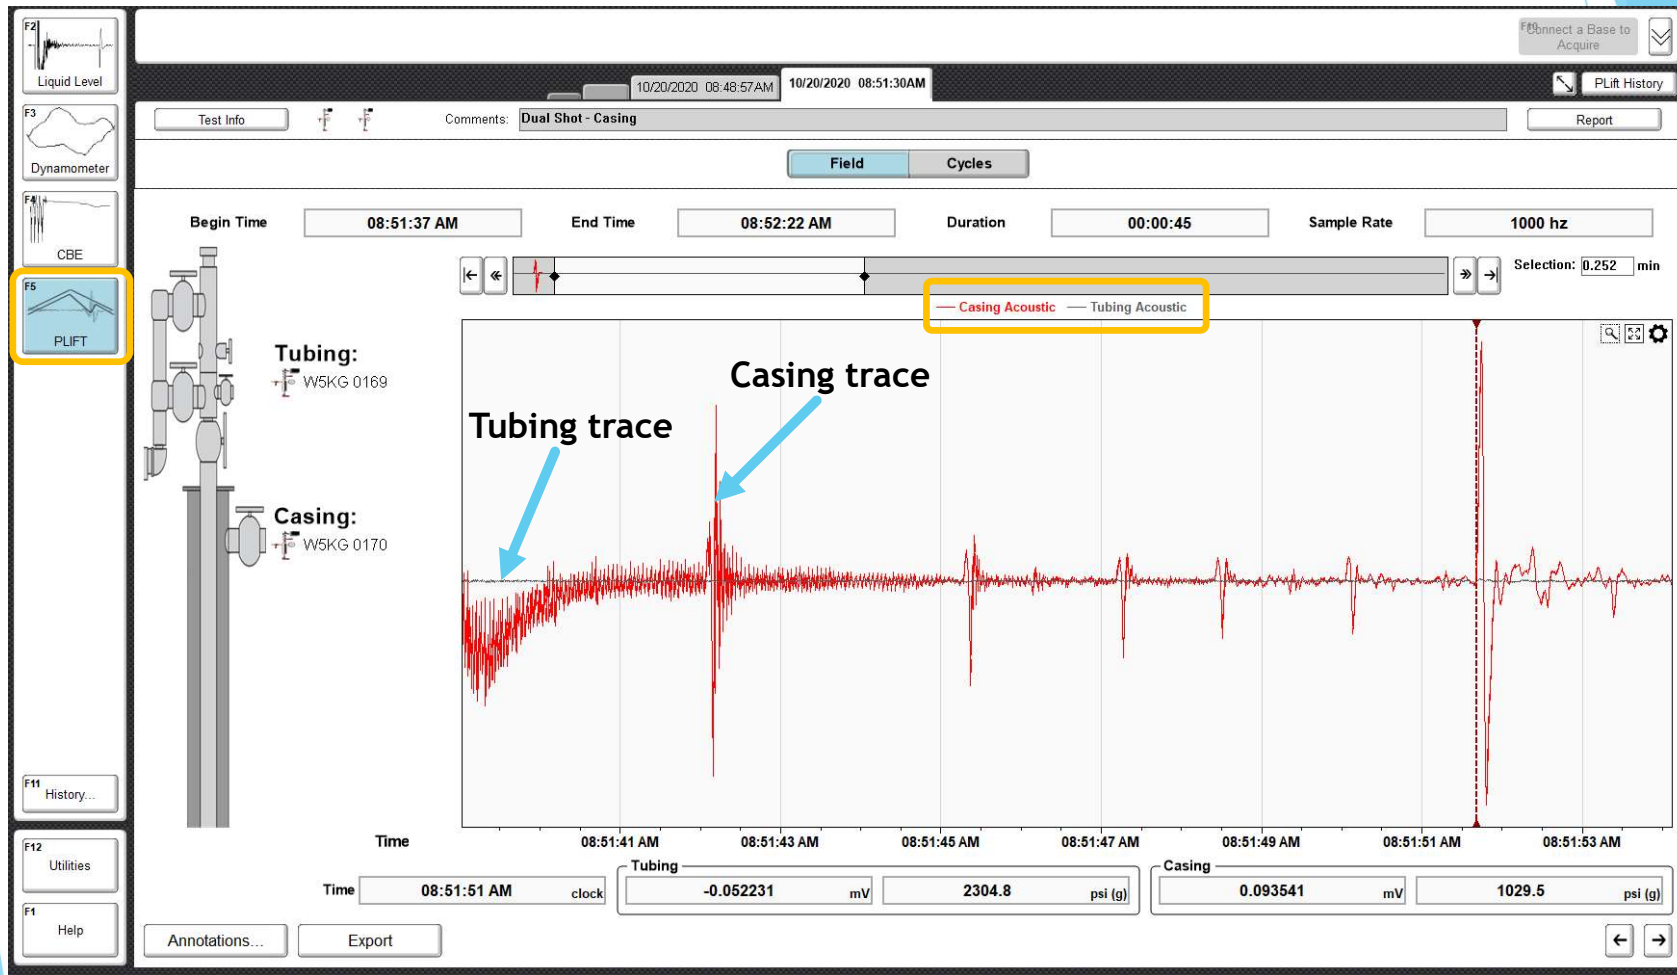 F2
Liquid Level
F3
Dynamometer
F4
CBE
F5
PLIFT
F11
History...
F12
Utilities
F1
Help
Connect a Base to
Acquire
10/20/2020 08:48:57AM
10/20/2020 08:51:30AM
PLift History
Test Info
Comments:
Dual Shot - Casing
Report
Field
Cycles
Begin Time
08:51:37 AM
End Time
08:52:22 AM
Duration
00:00:45
Sample Rate
1000 hz
Selection:
0.252
min
Casing Acoustic
Tubing Acoustic
Tubing:
W5KG 0169
Casing:
W5KG 0170
Casing trace
Tubing trace
Time
08:51:41 AM
08:51:43 AM
08:51:45 AM
08:51:47 AM
08:51:49 AM
08:51:51 AM
08:51:53 AM
Time
08:51:51 AM
clock
Tubing
-0.052231
mV
2304.8
psi (g)
Casing
0.093541
mV
1029.5
psi (g)
Annotations...
Export